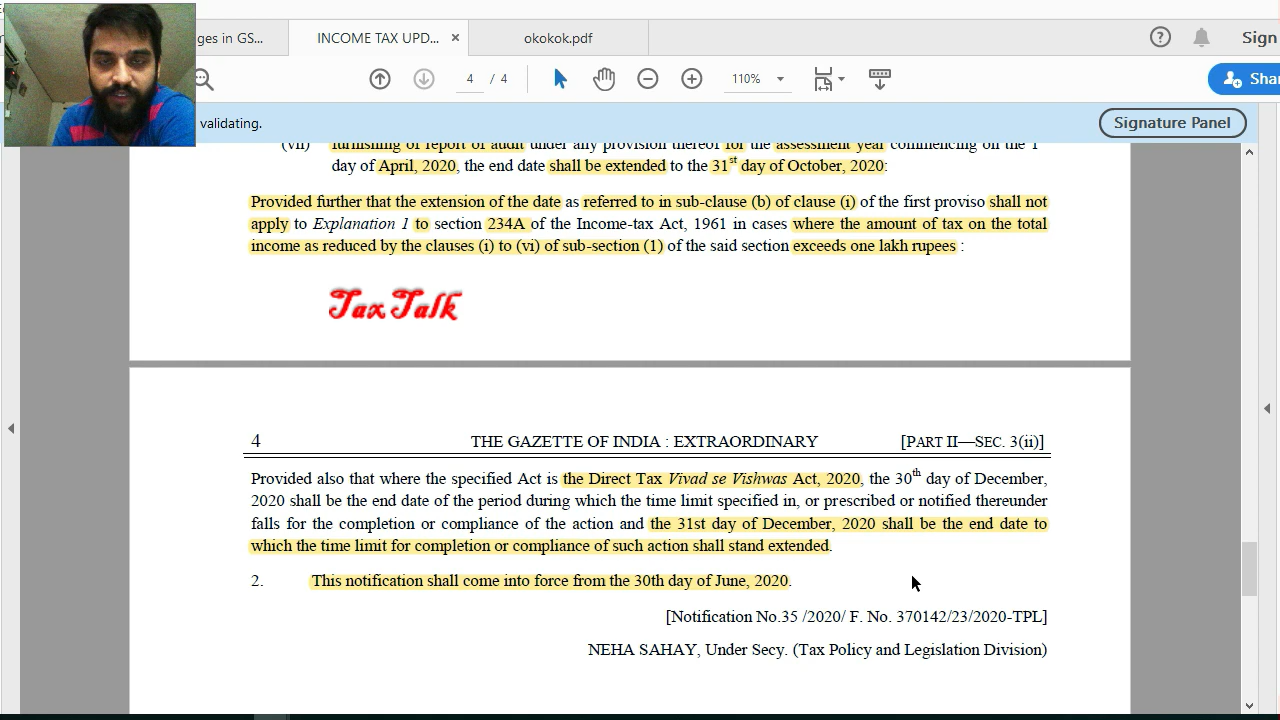 ges in GS...
INCOME TAX UPD... ×
okokok.pdf
Sign
4 / 4
110%
Shar
validating.
Signature Panel
(vii) furnishing of report of audit under any provision thereof for the assessment year commencing on the 1
day of April, 2020, the end date shall be extended to the 31st day of October, 2020:
Provided further that the extension of the date as referred to in sub-clause (b) of clause (i) of the first proviso shall not
apply to Explanation 1 to section 234A of the Income-tax Act, 1961 in cases where the amount of tax on the total
income as reduced by the clauses (i) to (vi) of sub-section (1) of the said section exceeds one lakh rupees :
Tax Talk
4 THE GAZETTE OF INDIA : EXTRAORDINARY [PART II—SEC. 3(ii)]
Provided also that where the specified Act is the Direct Tax Vivad se Vishwas Act, 2020, the 30th day of December,
2020 shall be the end date of the period during which the time limit specified in, or prescribed or notified thereunder
falls for the completion or compliance of the action and the 31st day of December, 2020 shall be the end date to
which the time limit for completion or compliance of such action shall stand extended.
2. This notification shall come into force from the 30th day of June, 2020.
[Notification No.35 /2020/ F. No. 370142/23/2020-TPL]
NEHA SAHAY, Under Secy. (Tax Policy and Legislation Division)